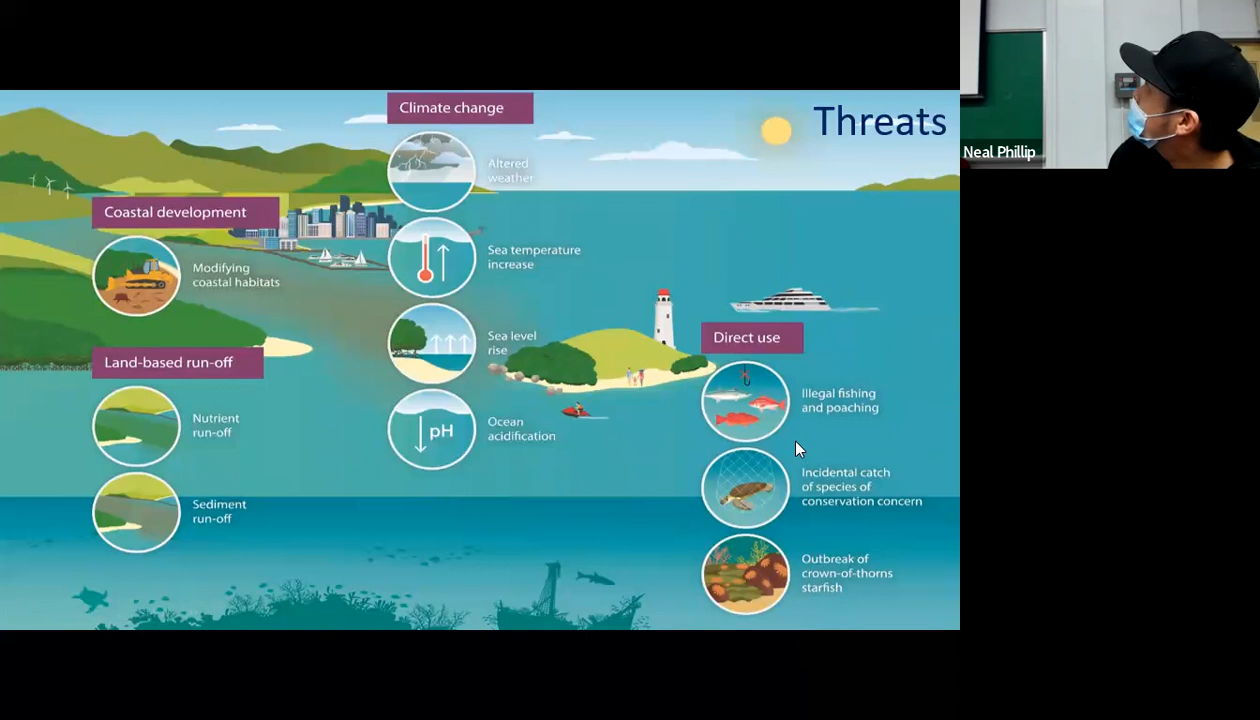 Threats
Climate change
Altered
weather
Sea temperature
increase
Sea level
rise
pH
Ocean
acidification
Coastal development
Modifying
coastal habitats
Land-based run-off
Nutrient
run-off
Sediment
run-off
Direct use
Illegal fishing
and poaching
Incidental catch
of species of
conservation concern
Outbreak of
crown-of-thorns
starfish
Neal Phillip